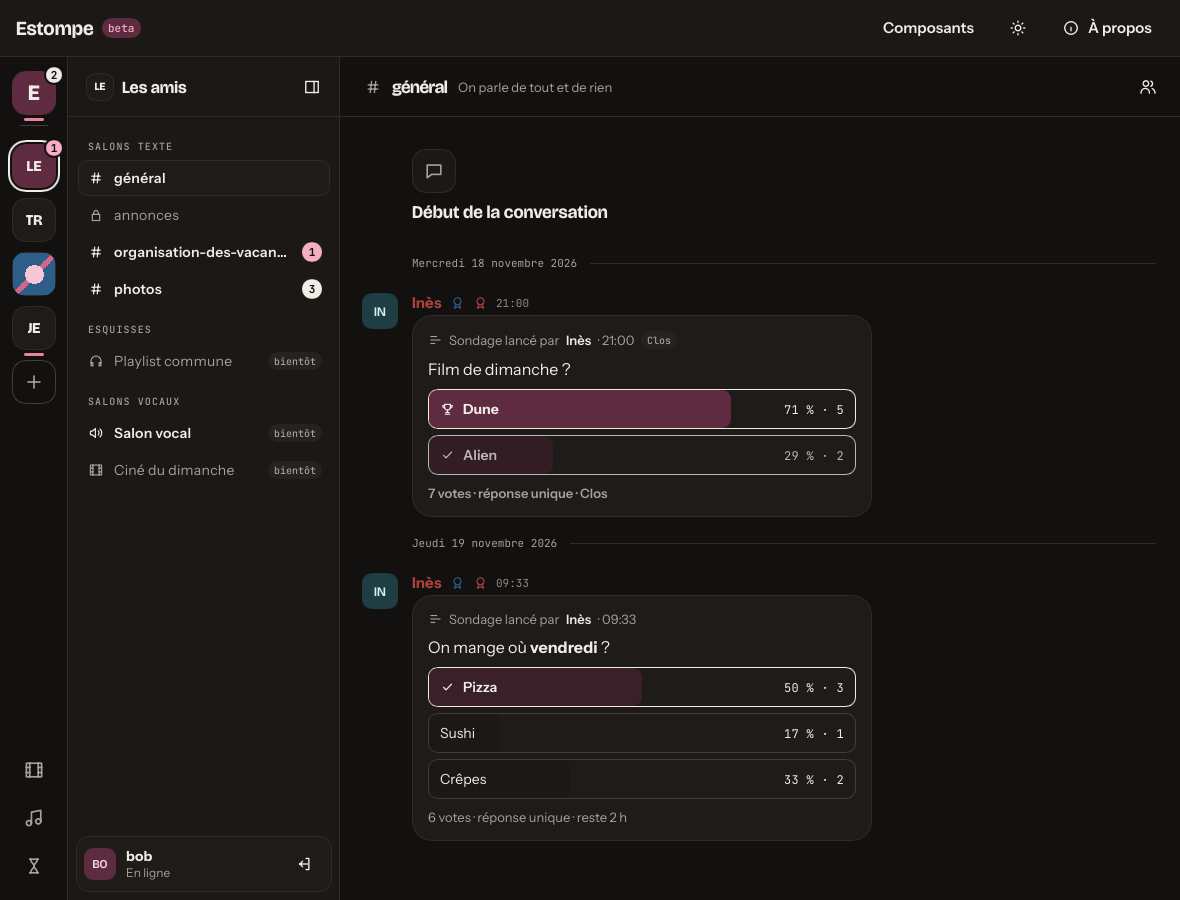 Estompe beta
Composants
À propos
E 2
LE 1
TR
JE
LE Les amis
SALONS TEXTE
# général
annonces
# organisation-des-vacan... 1
# photos 3
ESQUISSES
Playlist commune bientôt
SALONS VOCAUX
Salon vocal bientôt
Ciné du dimanche bientôt
BO bob
En ligne
# général On parle de tout et de rien
Début de la conversation
Mercredi 18 novembre 2026
IN Inès 21:00
Sondage lancé par Inès · 21:00 Clos
Film de dimanche ?
Dune 71 % · 5
Alien 29 % · 2
7 votes · réponse unique · Clos
Jeudi 19 novembre 2026
IN Inès 09:33
Sondage lancé par Inès · 09:33
On mange où vendredi ?
Pizza 50 % · 3
Sushi 17 % · 1
Crêpes 33 % · 2
6 votes · réponse unique · reste 2 h